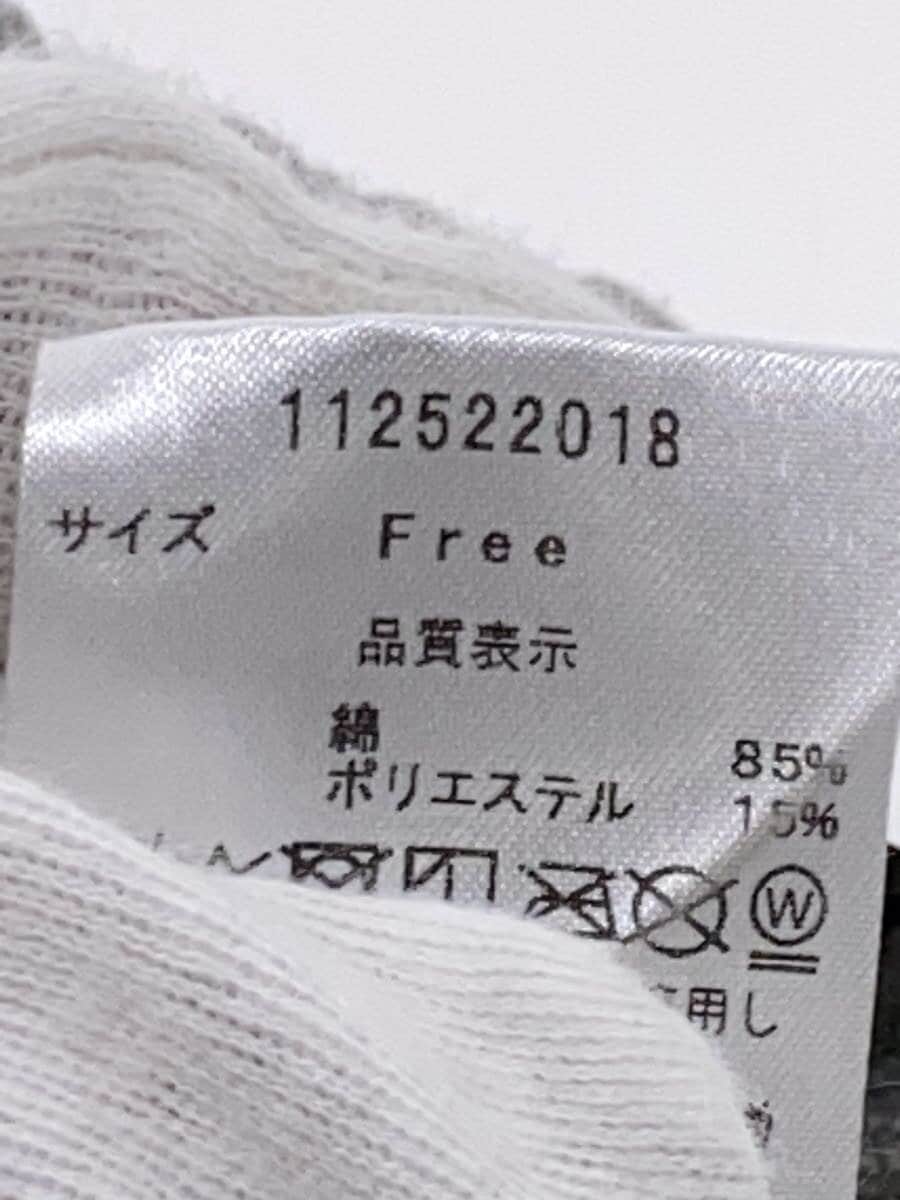 112522018
サイズ Free
品質表示
綿 85%
ポリエステル 15%
W
用し